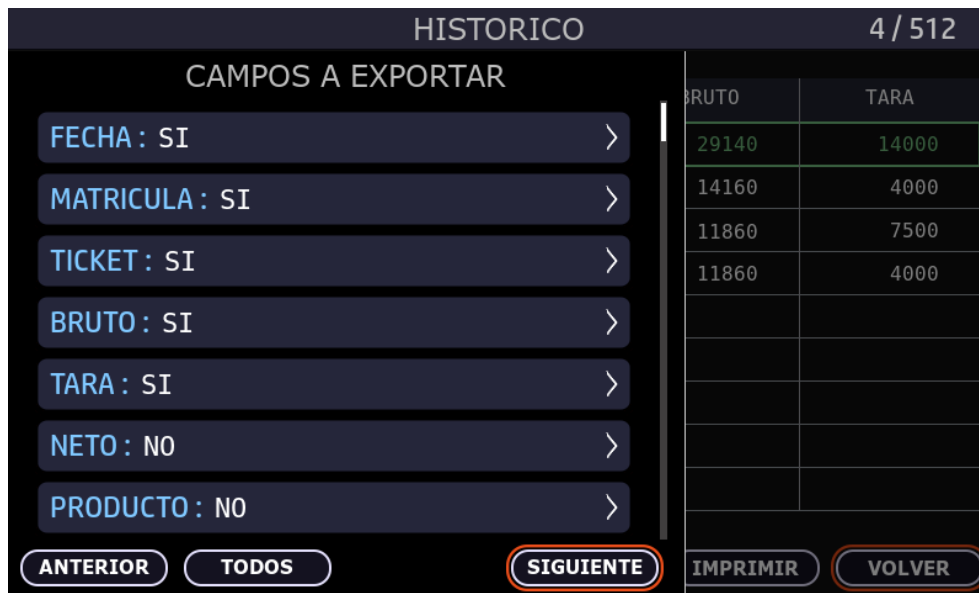 HISTORICO 4/512
CAMPOS A EXPORTAR
FECHA: SI
MATRICULA: SI
TICKET: SI
BRUTO: SI
TARA: SI
NETO: NO
PRODUCTO: NO
ANTERIOR TODOS SIGUIENTE
BRUTO TARA
29140 14000
14160 4000
11860 7500
11860 4000
IMPRIMIR VOLVER